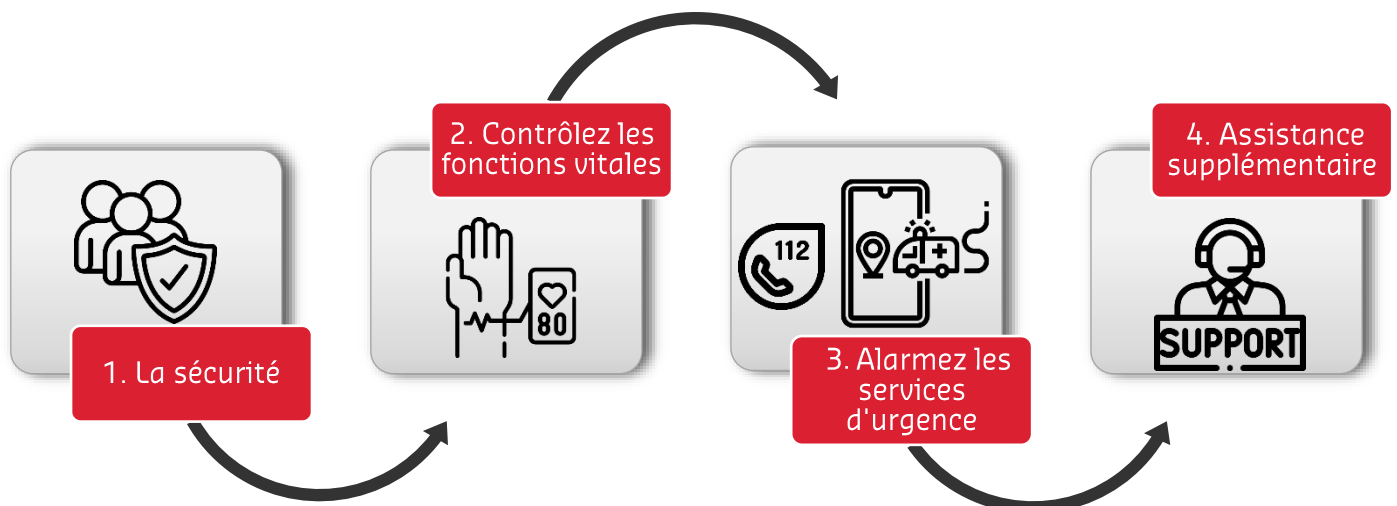 1. La sécurité
2. Contrôlez les
fonctions vitales
80
112
3. Alarmez les
services
d'urgence
4. Assistance
supplémentaire
SUPPORT